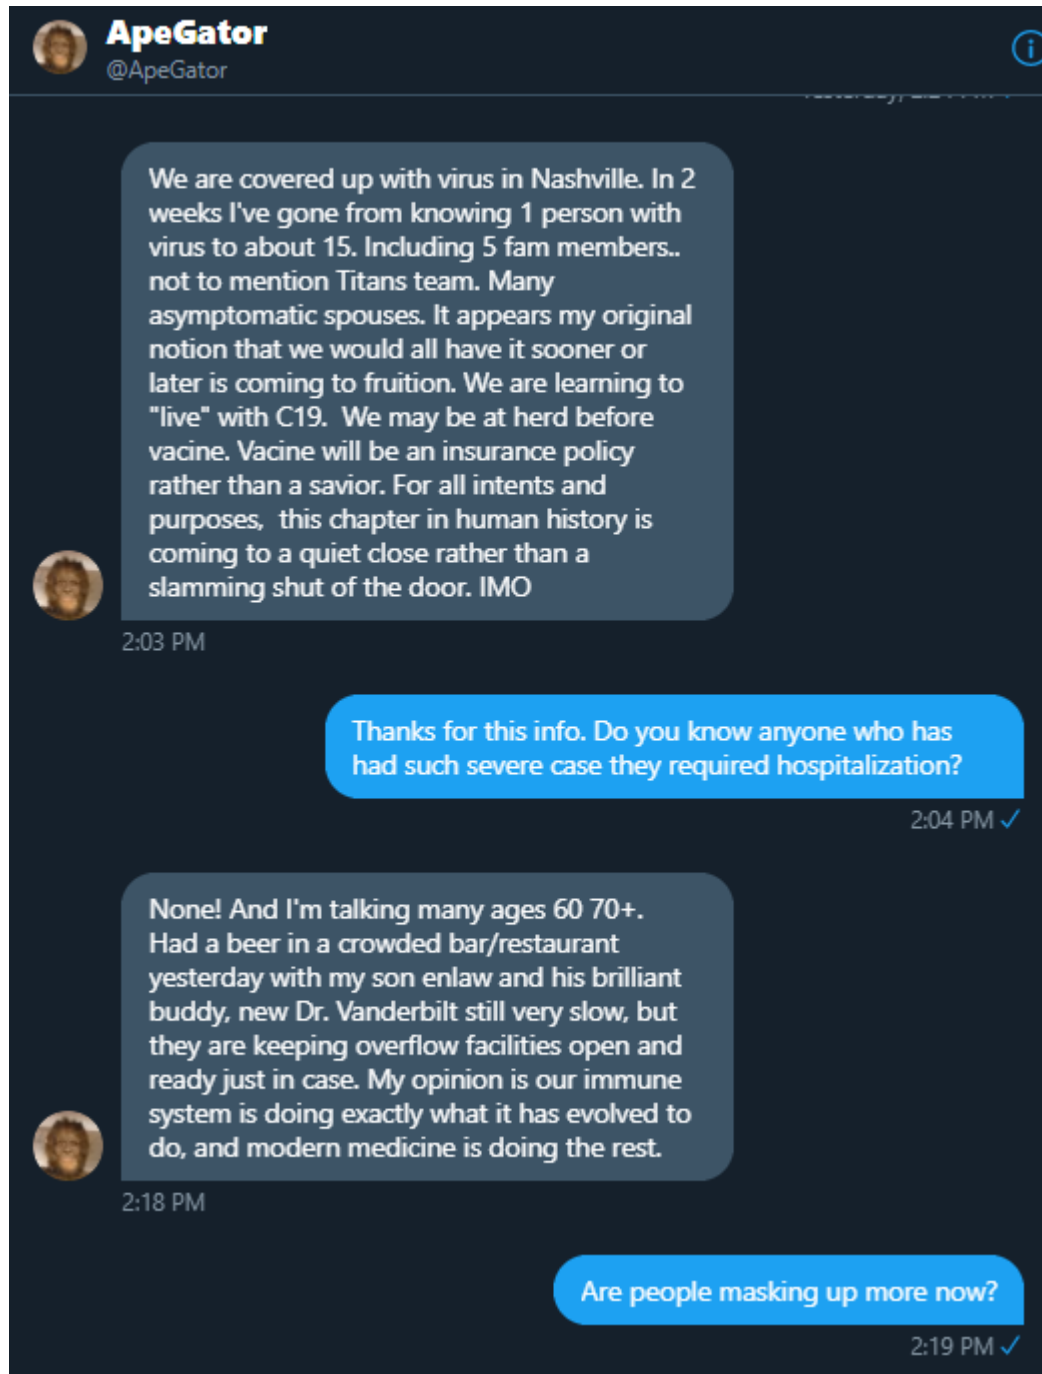 ApeGator
@ApeGator
We are covered up with virus in Nashville. In 2
weeks I've gone from knowing 1 person with
virus to about 15. Including 5 fam members..
not to mention Titans team. Many
asymptomatic spouses. It appears my original
notion that we would all have it sooner or
later is coming to fruition. We are learning to
"live" with C19.  We may be at herd before
vacine. Vacine will be an insurance policy
rather than a savior. For all intents and
purposes,  this chapter in human history is
coming to a quiet close rather than a
slamming shut of the door. IMO
2:03 PM
Thanks for this info. Do you know anyone who has
had such severe case they required hospitalization?
2:04 PM
None! And I'm talking many ages 60 70+.
Had a beer in a crowded bar/restaurant
yesterday with my son enlaw and his brilliant
buddy, new Dr. Vanderbilt still very slow, but
they are keeping overflow facilities open and
ready just in case. My opinion is our immune
system is doing exactly what it has evolved to
do, and modern medicine is doing the rest.
2:18 PM
Are people masking up more now?
2:19 PM